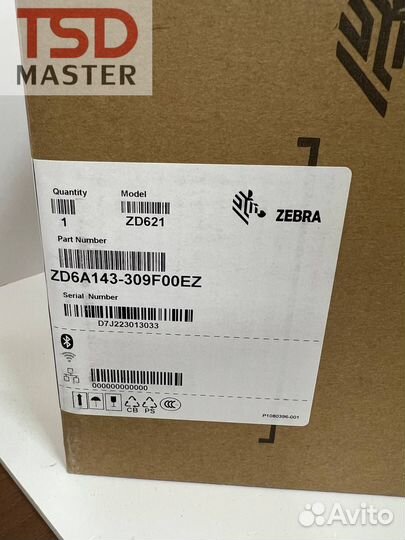 TSD
MASTER
Quantity
1
Model
ZD621
ZEBRA
Part Number
ZD6A143-309F00EZ
Serial Number
D7J223013033
000000000000
CB PS CCC
P1080396-001
Avito